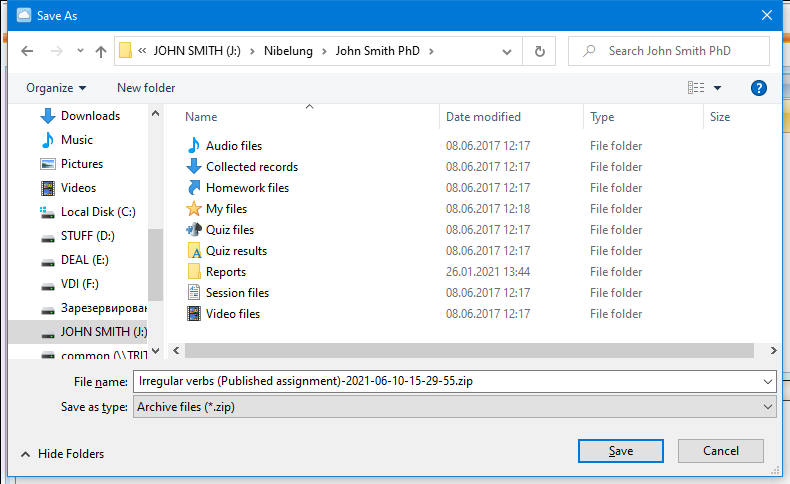 Save As
« JOHN SMITH (J:) › Nibelung › John Smith PhD ›
Search John Smith PhD
Organize
New folder
?
Downloads
Music
Pictures
Videos
Local Disk (C:)
STUFF (D:)
DEAL (E:)
VDI (F:)
Зарезервирован
JOHN SMITH (J:)
common (\\TRIT
Name Date modified Type Size
Audio files 08.06.2017 12:17 File folder
Collected records 08.06.2017 12:17 File folder
Homework files 08.06.2017 12:17 File folder
My files 08.06.2017 12:18 File folder
Quiz files 08.06.2017 12:17 File folder
Quiz results 08.06.2017 12:17 File folder
Reports 26.01.2021 13:44 File folder
Session files 08.06.2017 12:17 File folder
Video files 08.06.2017 12:17 File folder
File name: Irregular verbs (Published assignment)-2021-06-10-15-29-55.zip
Save as type: Archive files (*.zip)
Hide Folders
Save
Cancel